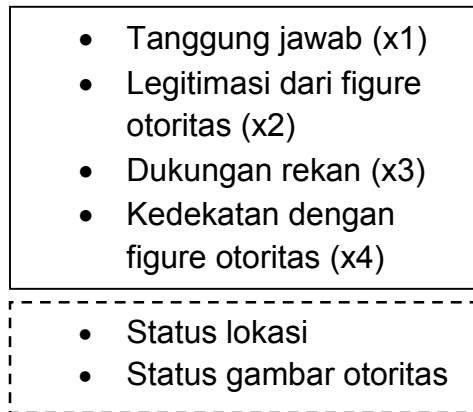 • Tanggung jawab (x1)
• Legitimasi dari figure
otoritas (x2)
• Dukungan rekan (x3)
• Kedekatan dengan
figure otoritas (x4)
• Status lokasi
• Status gambar otoritas